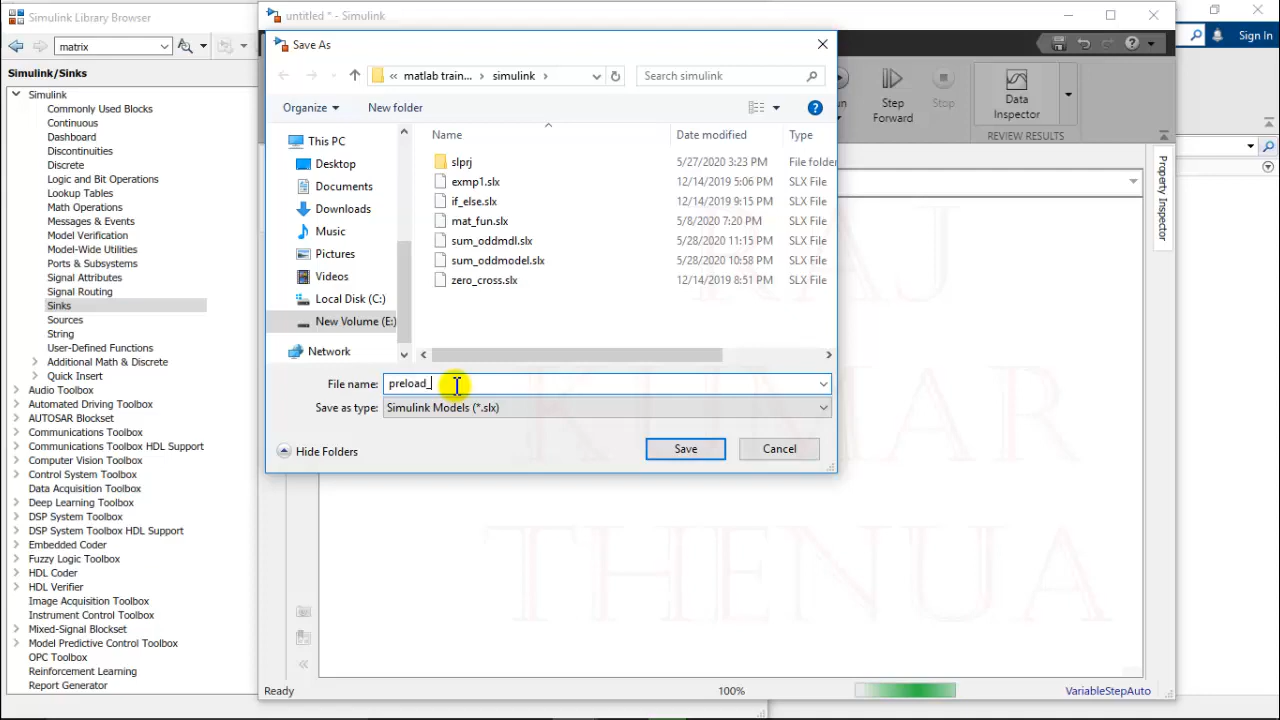 Simulink Library Browser
matrix
Simulink/Sinks
Simulink
Commonly Used Blocks
Continuous
Dashboard
Discontinuities
Discrete
Logic and Bit Operations
Lookup Tables
Math Operations
Messages & Events
Model Verification
Model-Wide Utilities
Ports & Subsystems
Signal Attributes
Signal Routing
Sinks
Sources
String
User-Defined Functions
Additional Math & Discrete
Quick Insert
Audio Toolbox
Automated Driving Toolbox
AUTOSAR Blockset
Communications Toolbox
Communications Toolbox HDL Support
Computer Vision Toolbox
Control System Toolbox
Data Acquisition Toolbox
Deep Learning Toolbox
DSP System Toolbox
DSP System Toolbox HDL Support
Embedded Coder
Fuzzy Logic Toolbox
HDL Coder
HDL Verifier
Image Acquisition Toolbox
Instrument Control Toolbox
Mixed-Signal Blockset
Model Predictive Control Toolbox
OPC Toolbox
Reinforcement Learning
Report Generator
untitled * - Simulink
Save As
« matlab train... › simulink ›
Search simulink
Organize
New folder
This PC
Desktop
Documents
Downloads
Music
Pictures
Videos
Local Disk (C:)
New Volume (E:)
Network
Name Date modified Type
slprj 5/27/2020 3:23 PM File folder
exmp1.slx 12/14/2019 5:06 PM SLX File
if_else.slx 12/14/2019 9:15 PM SLX File
mat_fun.slx 5/8/2020 7:20 PM SLX File
sum_oddmdl.slx 5/28/2020 11:15 PM SLX File
sum_oddmodel.slx 5/28/2020 10:58 PM SLX File
zero_cross.slx 12/14/2019 8:51 PM SLX File
File name: preload_
Save as type: Simulink Models (*.slx)
Hide Folders
Save
Cancel
Step Forward
Stop
Data Inspector
REVIEW RESULTS
Property Inspector
Sign In
RAJ
KUMAR
THENUA
Ready
100%
VariableStepAuto